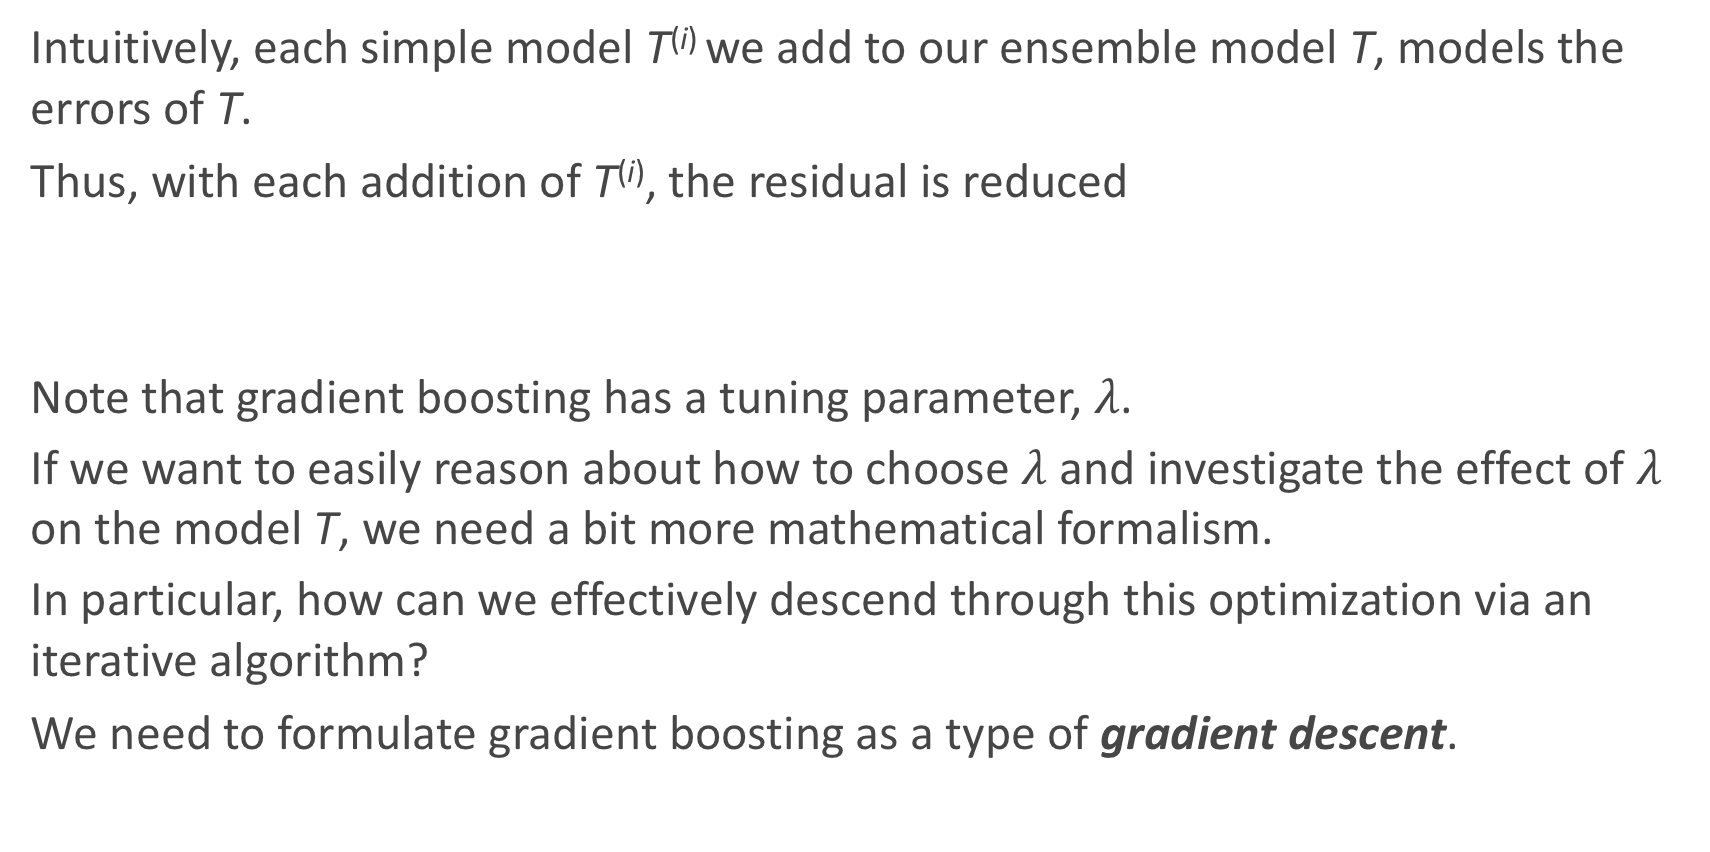 Intuitively, each simple model T⁽ⁱ⁾ we add to our ensemble model T, models the
errors of T.
Thus, with each addition of T⁽ⁱ⁾, the residual is reduced
Note that gradient boosting has a tuning parameter, λ.
If we want to easily reason about how to choose λ and investigate the effect of λ
on the model T, we need a bit more mathematical formalism.
In particular, how can we effectively descend through this optimization via an
iterative algorithm?
We need to formulate gradient boosting as a type of gradient descent.